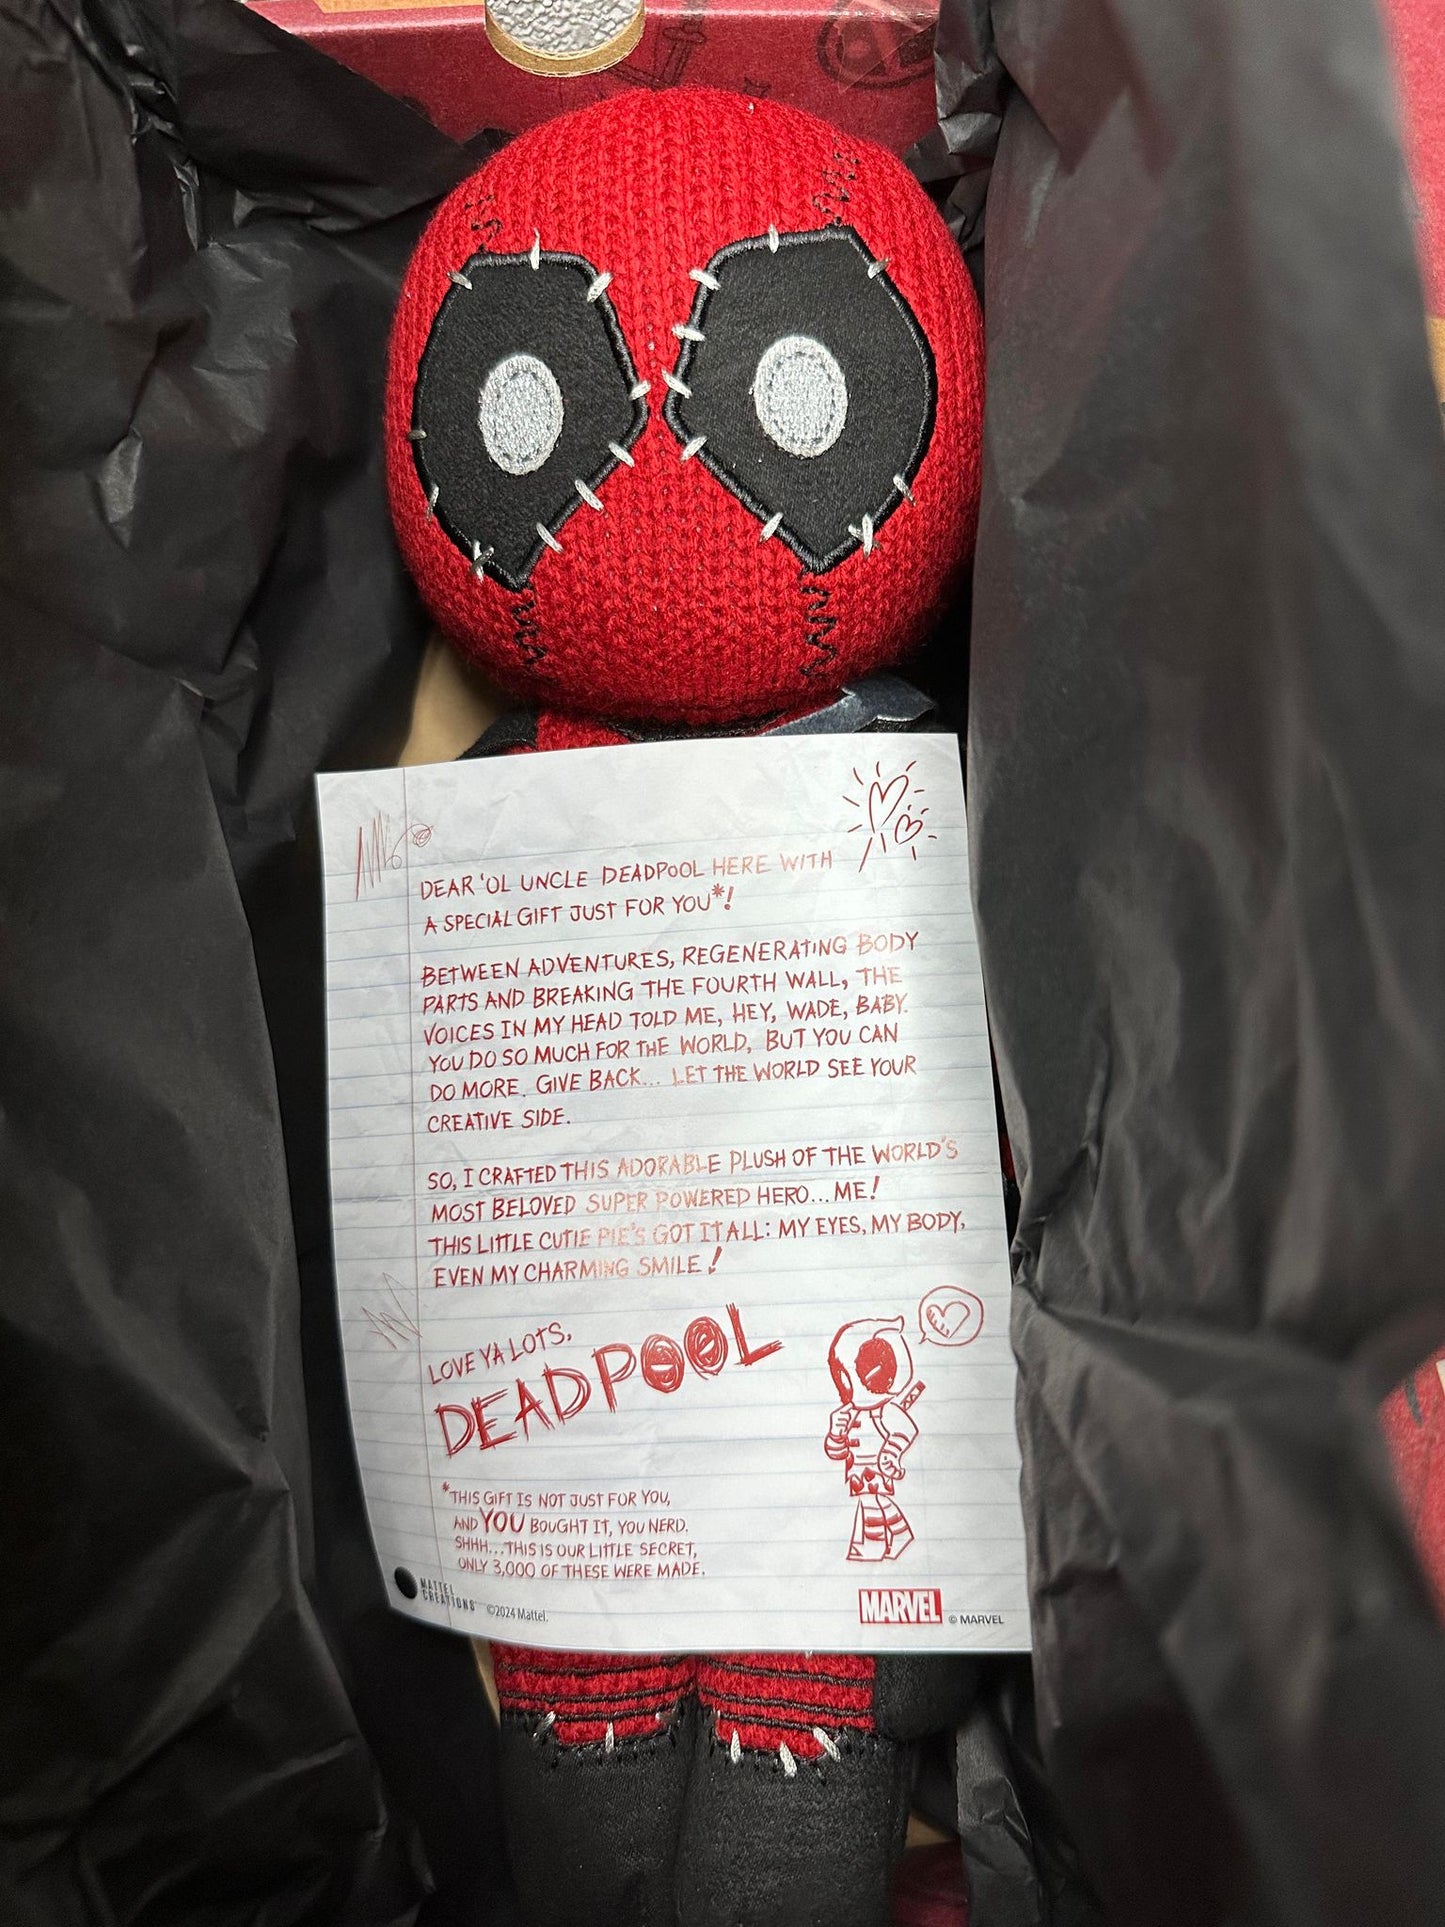 DEAR 'OL UNCLE DEADPOOL HERE WITH
A SPECIAL GIFT JUST FOR YOU*!
BETWEEN ADVENTURES, REGENERATING BODY
PARTS AND BREAKING THE FOURTH WALL, THE
VOICES IN MY HEAD TOLD ME, HEY, WADE, BABY.
YOU DO SO MUCH FOR THE WORLD, BUT YOU CAN
DO MORE. GIVE BACK... LET THE WORLD SEE YOUR
CREATIVE SIDE.
SO, I CRAFTED THIS ADORABLE PLUSH OF THE WORLD'S
MOST BELOVED SUPER POWERED HERO... ME!
THIS LITTLE CUTIE PIE'S GOT IT ALL: MY EYES, MY BODY,
EVEN MY CHARMING SMILE!
LOVE YA LOTS,
DEADPOOL
*THIS GIFT IS NOT JUST FOR YOU,
AND YOU BOUGHT IT, YOU NERD.
SHHH...THIS IS OUR LITTLE SECRET,
ONLY 3,000 OF THESE WERE MADE.
MATTEL
CREATIONS
©2024 Mattel.
MARVEL
© MARVEL